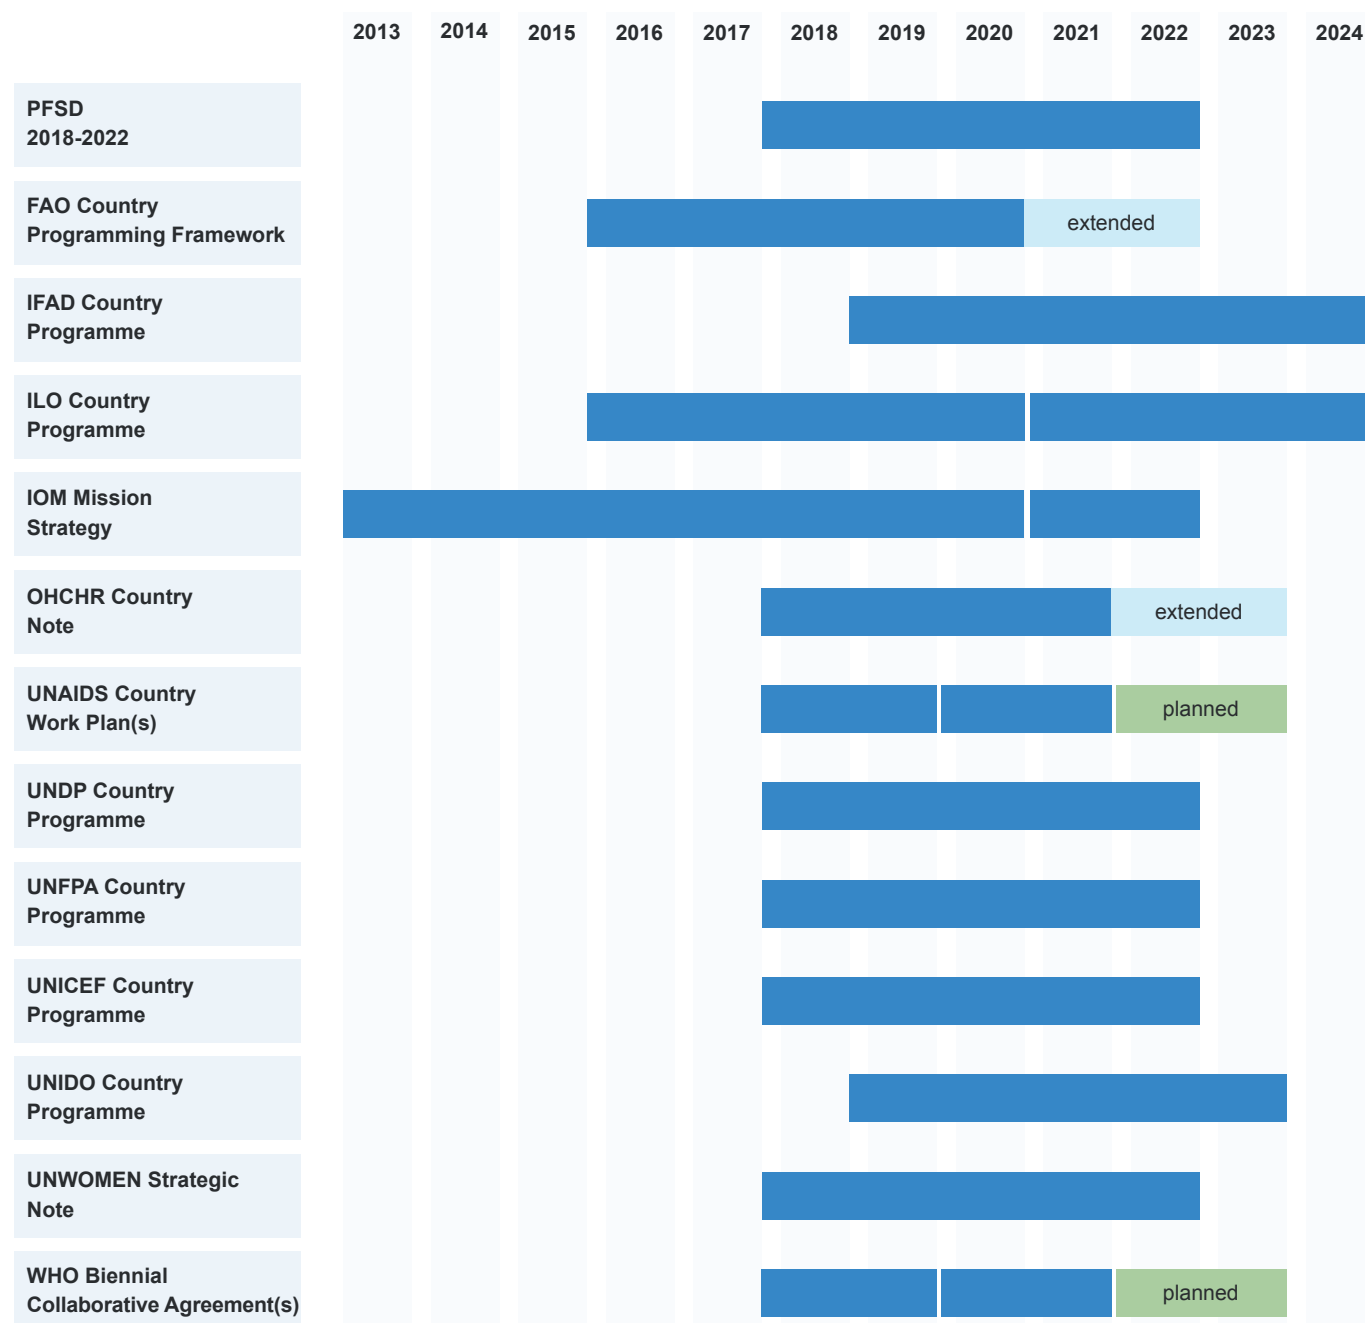 2013 2014 2015 2016 2017 2018 2019 2020 2021 2022 2023 2024
PFSD
2018-2022
FAO Country
Programming Framework
extended
IFAD Country
Programme
ILO Country
Programme
IOM Mission
Strategy
OHCHR Country
Note
extended
UNAIDS Country
Work Plan(s)
planned
UNDP Country
Programme
UNFPA Country
Programme
UNICEF Country
Programme
UNIDO Country
Programme
UNWOMEN Strategic
Note
WHO Biennial
Collaborative Agreement(s)
planned